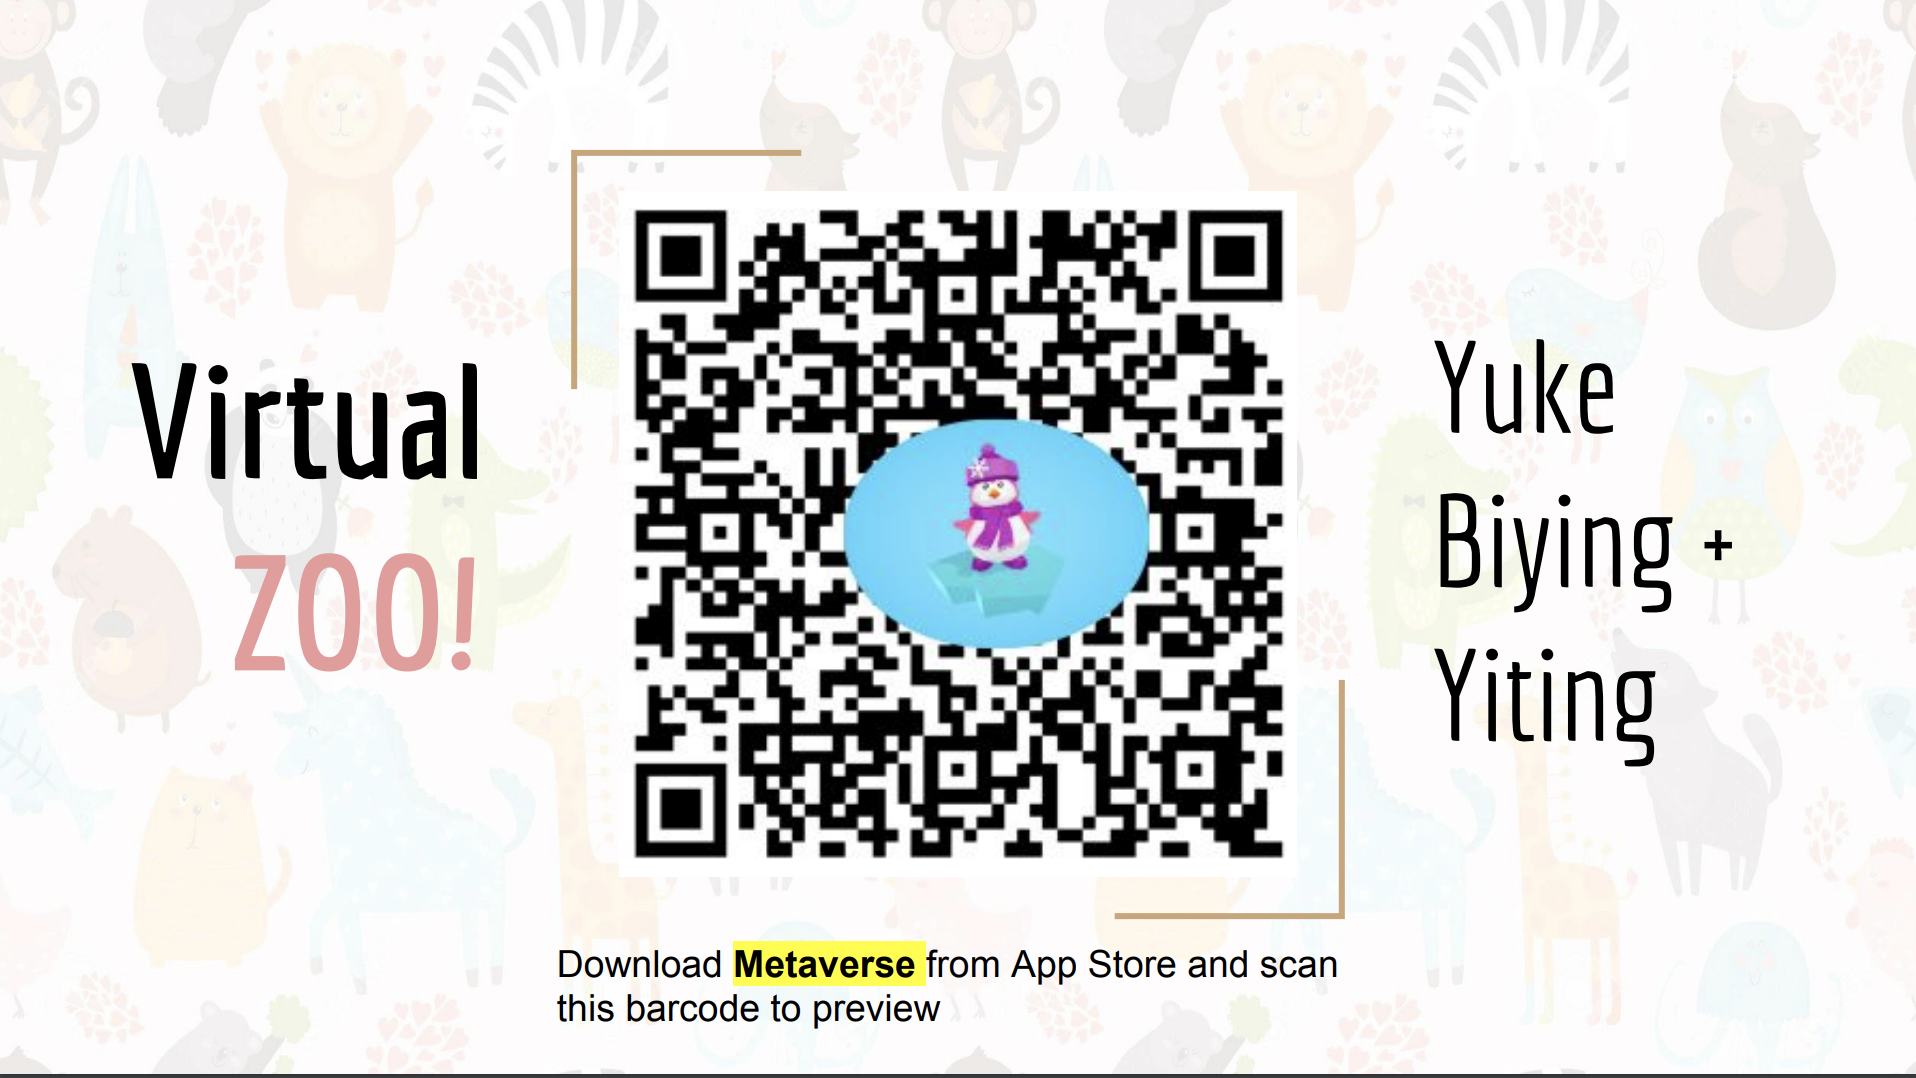 Virtual
ZOO!
Yuke
Biying +
Yiting
Download Metaverse from App Store and scan
this barcode to preview